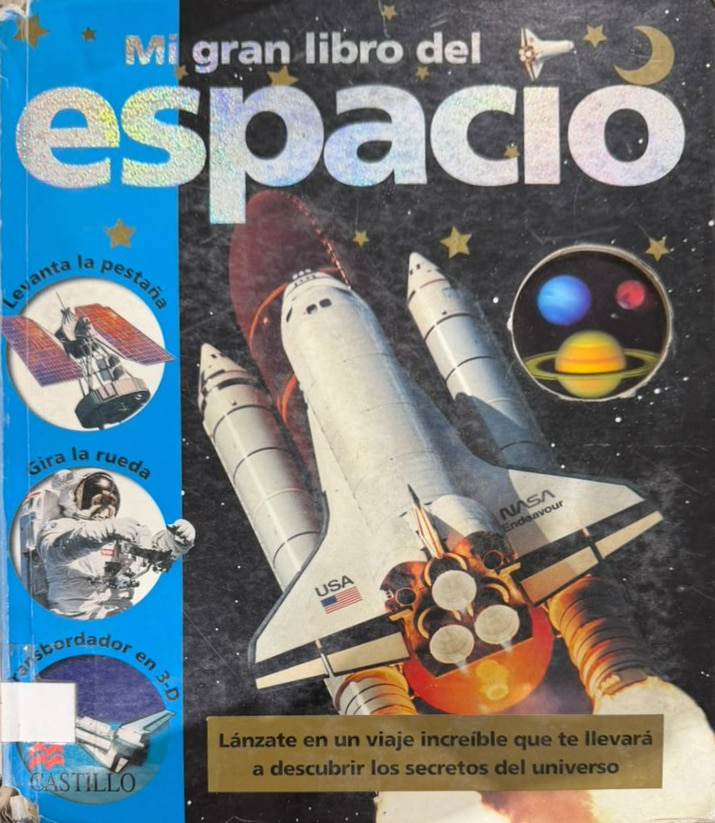 Mi gran libro del
espacio
Levanta la pestaña
Gira la rueda
Transbordador en 3-D
CASTILLO
USA
NASA
Endeavour
Lánzate en un viaje increíble que te llevará
a descubrir los secretos del universo